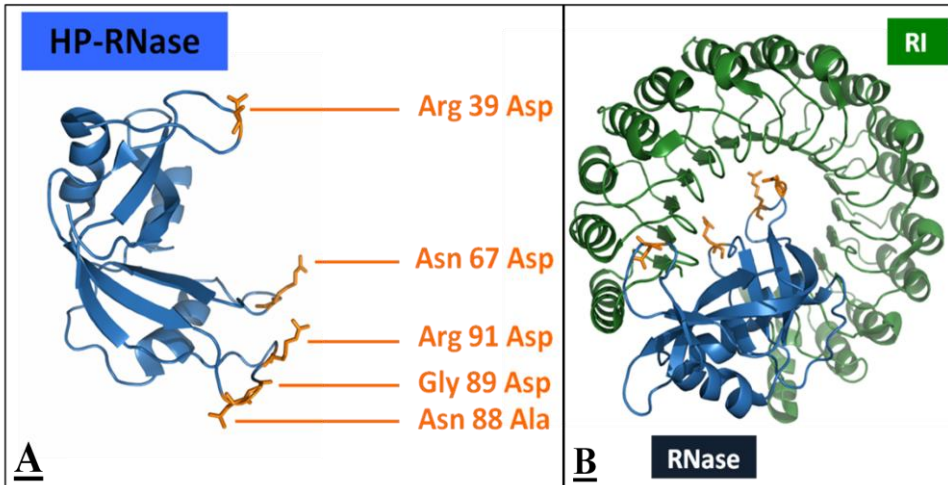 HP-RNase
Arg 39 Asp
Asn 67 Asp
Arg 91 Asp
Gly 89 Asp
Asn 88 Ala
A
RI
RNase
B